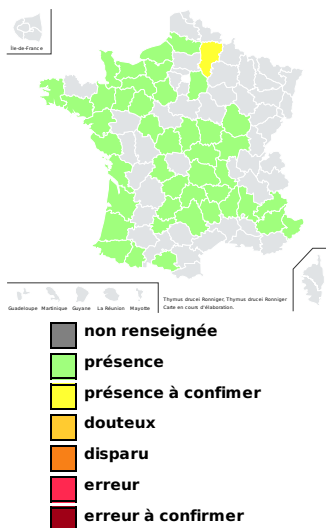 Île-de-France
Guadeloupe Martinique Guyane La Réunion Mayotte
Thymus drucei Ronniger, Thymus drucei Ronniger
Carte en cours d'élaboration.
non renseignée
présence
présence à confimer
douteux
disparu
erreur
erreur à confirmer